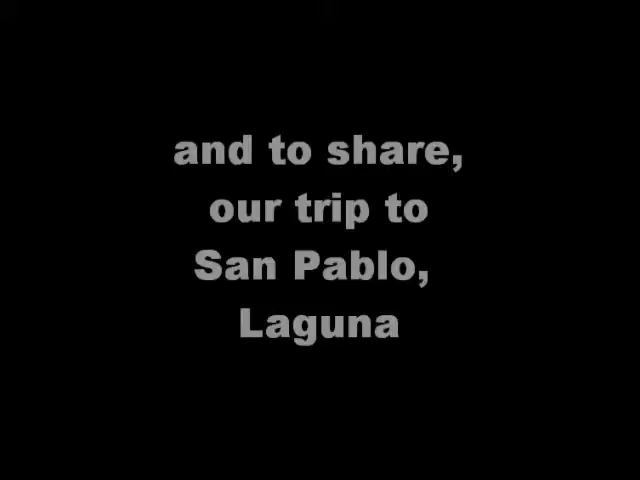 and to share,
our trip to
San Pablo,
Laguna